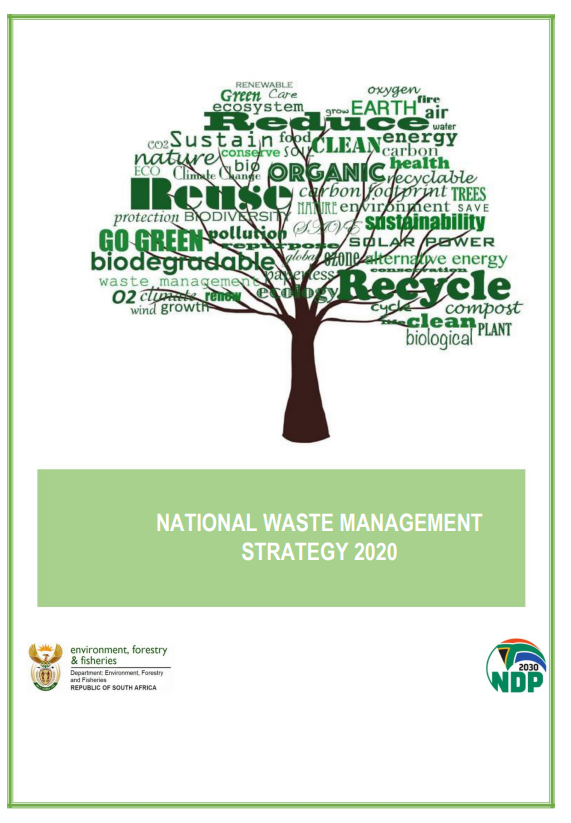 RENEWABLE
Green Care
oxygen
ecosystem
grow EARTH fire
air
Reduce
water
CO2 Sustain food CLEAN energy
nature conserve soil carbon
ECO Climate Change bio ORGANIC health
recyclable
Reuse carbon footprint TREES
NATURE environment SAVE
protection BIODIVERSITY SAVE sustainability
GO GREEN pollution
repurpose SOLAR POWER
biodegradable global ozone alternative energy
paperless conservation
waste management ecology Recycle
O2 climate renew
wind growth
cycle compost
clean PLANT
biological
NATIONAL WASTE MANAGEMENT
STRATEGY 2020
environment, forestry
& fisheries
Department: Environment, Forestry
and Fisheries
REPUBLIC OF SOUTH AFRICA
2030
NDP